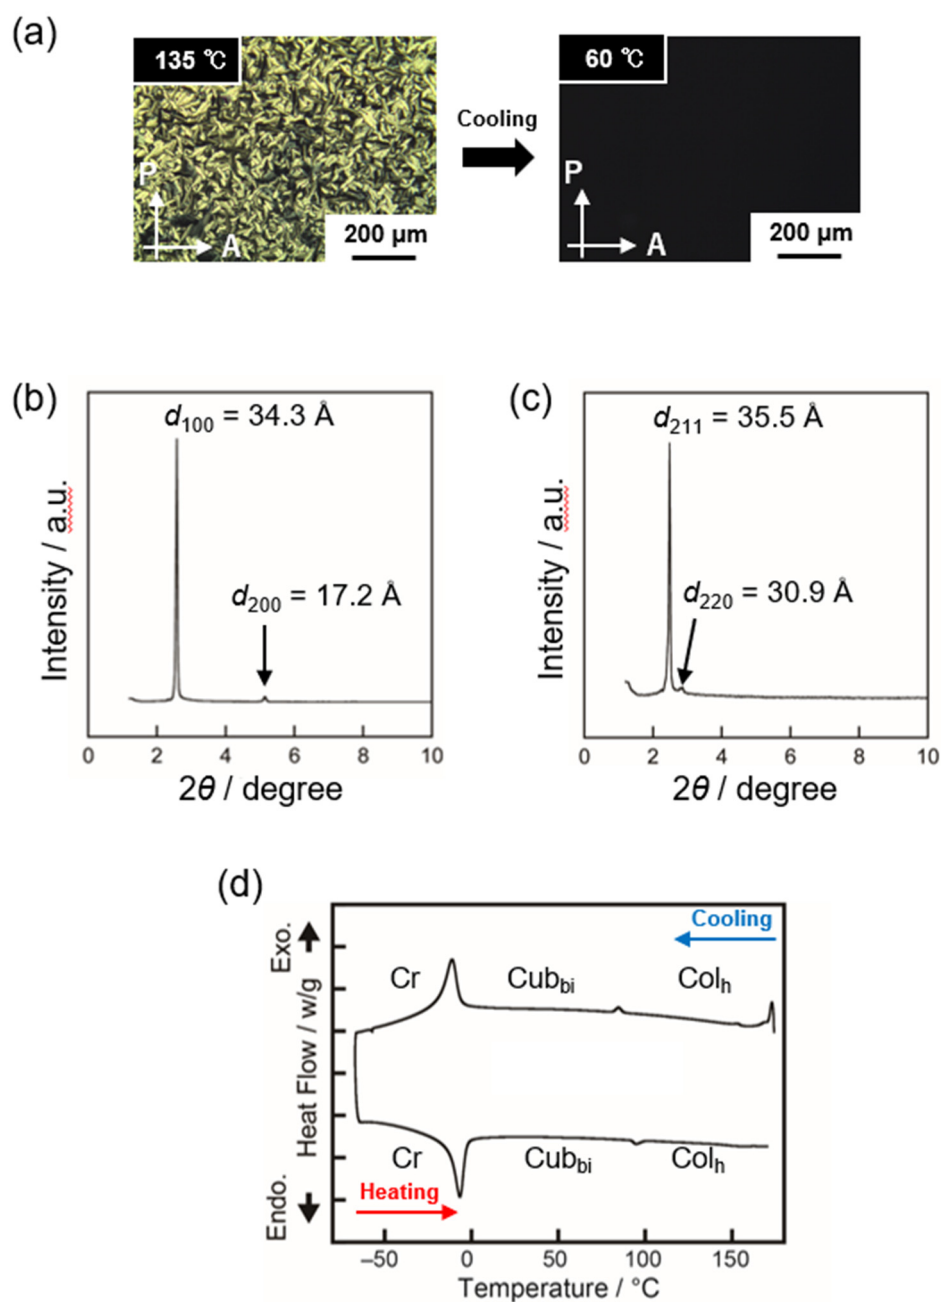 (a)
135 ℃
P
A
200 μm
Cooling
60 ℃
P
A
200 μm
(b)
d100 = 34.3 Å
d200 = 17.2 Å
Intensity / a.u.
0 2 4 6 8 10
2θ / degree
(c)
d211 = 35.5 Å
d220 = 30.9 Å
Intensity / a.u.
0 2 4 6 8 10
2θ / degree
(d)
Cooling
Cr Cubbi Colh
Endo. Heat Flow / w/g Exo.
Cr Cubbi Colh
Heating
–50 0 50 100 150
Temperature / °C